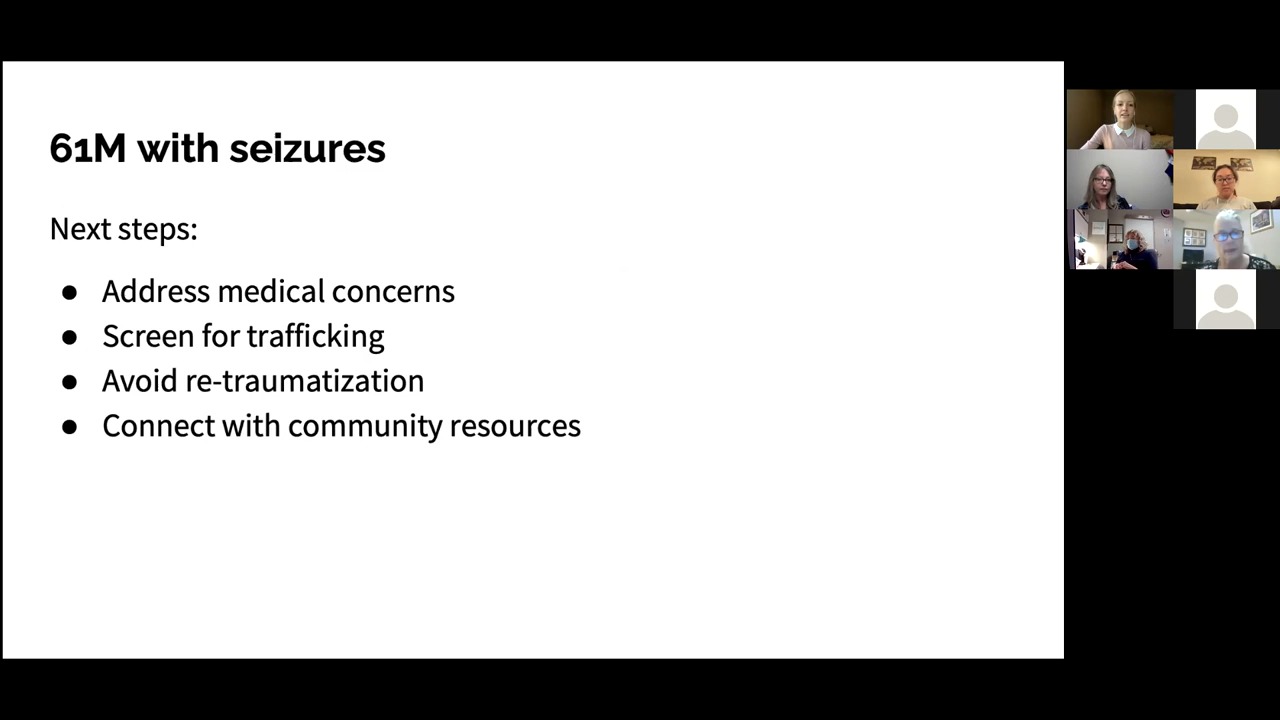 61M with seizures
Next steps:
● Address medical concerns
● Screen for trafficking
● Avoid re-traumatization
● Connect with community resources